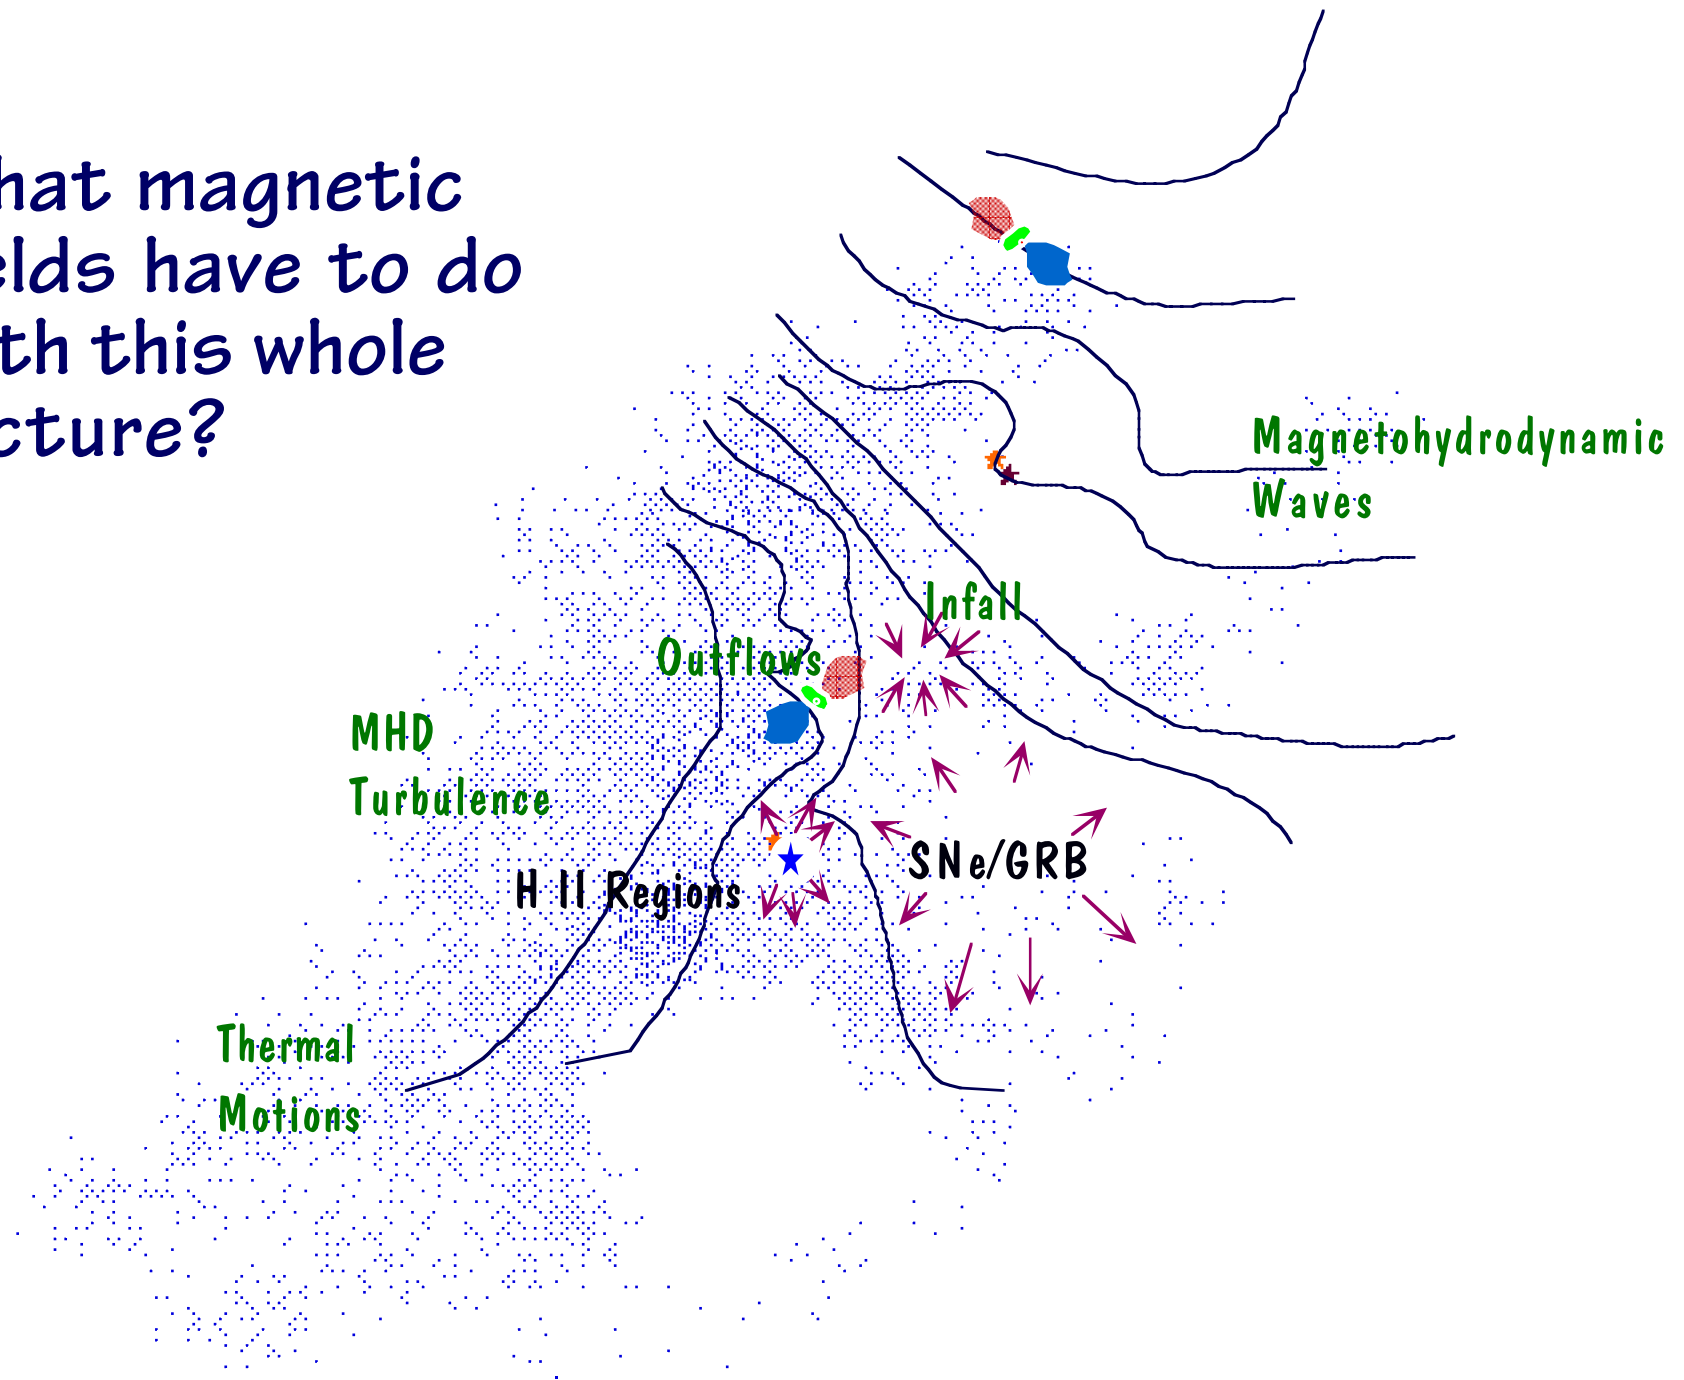 hat magnetic
elds have to do
th this whole
cture?
Magnetohydrodynamic
Waves
Infall
Outflows
MHD
Turbulence
SNe/GRB
H II Regions
Thermal
Motions